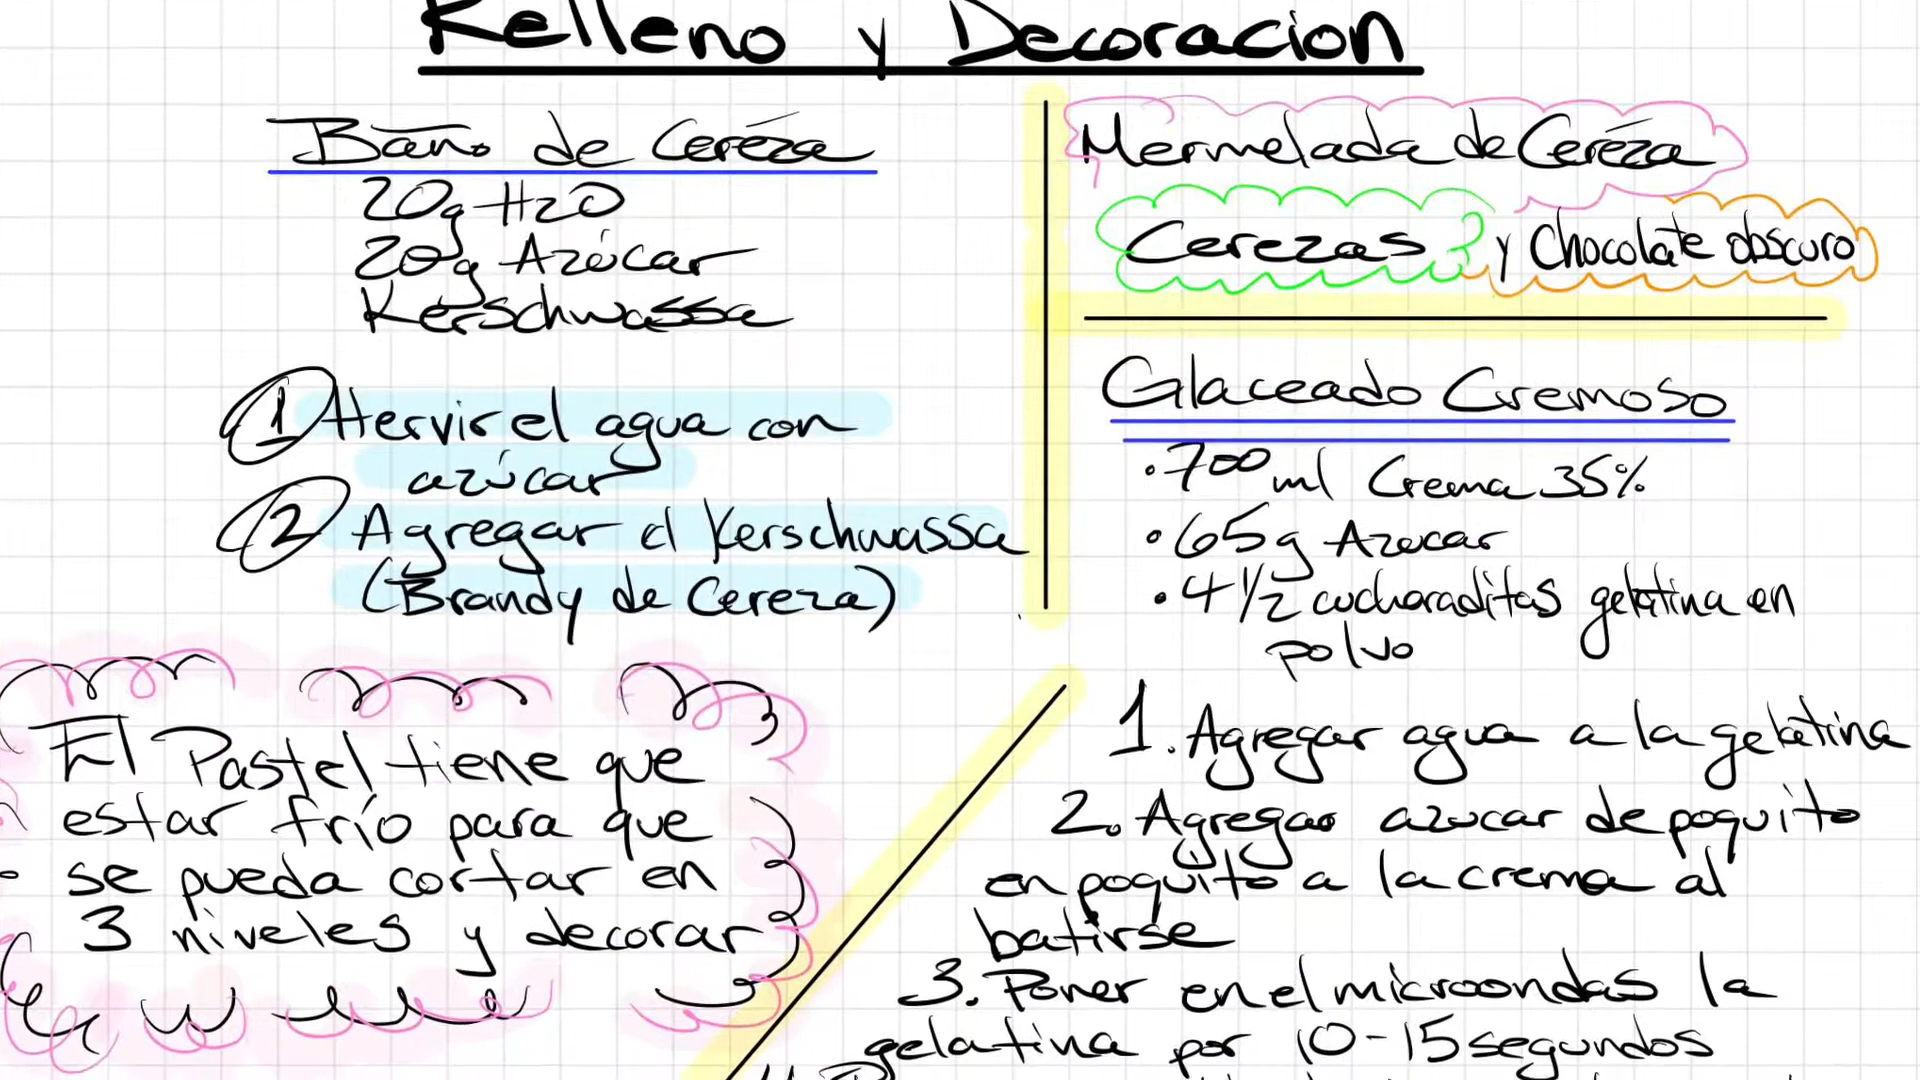 Relleno y Decoracion
Baño de Cereza
20g H2O
20g Azúcar
Kerschwassa
1 Hervir el agua con
azúcar
2 Agregar el Kerschwassa
(Brandy de Cereza)
El Pastel tiene que
estar frío para que
se pueda cortar en
3 niveles y decorar
Mermelada de Cereza
Cerezas y Chocolate obscuro
Glaceado Cremoso
• 700 ml Crema 35%
• 65g Azucar
• 4 1/2 cucharaditas gelatina en
polvo
1. Agregar agua a la gelatina
2. Agregar azucar de poquito
en poquito a la crema al
batirse
3. Poner en el microondas la
gelatina por 10-15 segundos